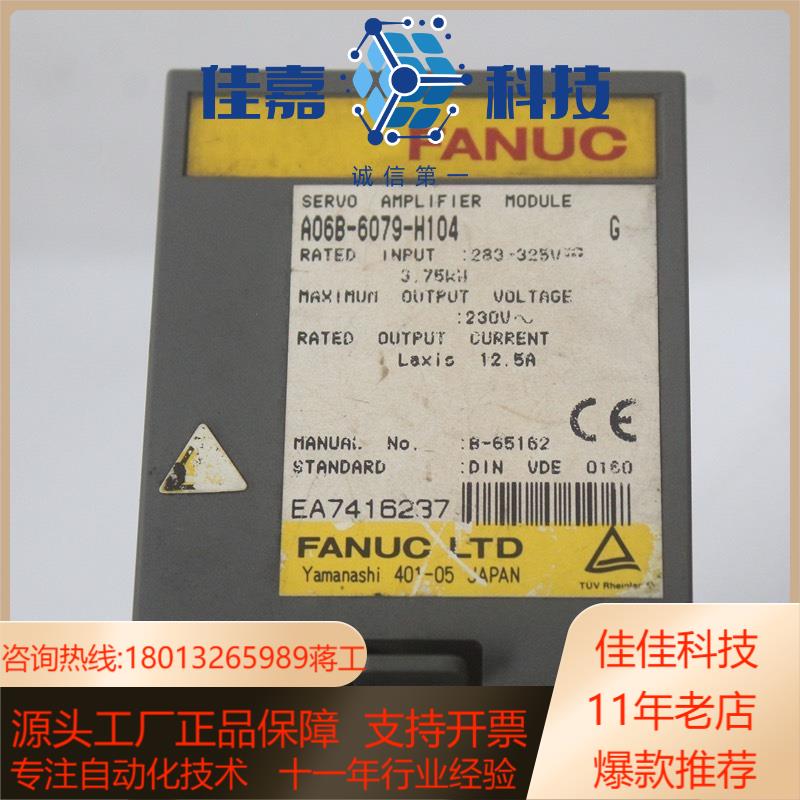 佳嘉 科技
FANUC
诚信第一
SERVO AMPLIFIER MODULE
A06B-6079-H104 G
RATED INPUT :283-325V
3.75kW
MAXIMUM OUTPUT VOLTAGE
:230V~
RATED OUTPUT CURRENT
Laxis 12.5A
CE
MANUAL No. :B-65162
STANDARD :DIN VDE 0160
EA7416237
FANUC LTD
Yamanashi 401-05 JAPAN
TÜV Rheinland
咨询热线:18013265989蒋工
佳佳科技
11年老店
爆款推荐
源头工厂正品保障 支持开票
专注自动化技术 十一年行业经验